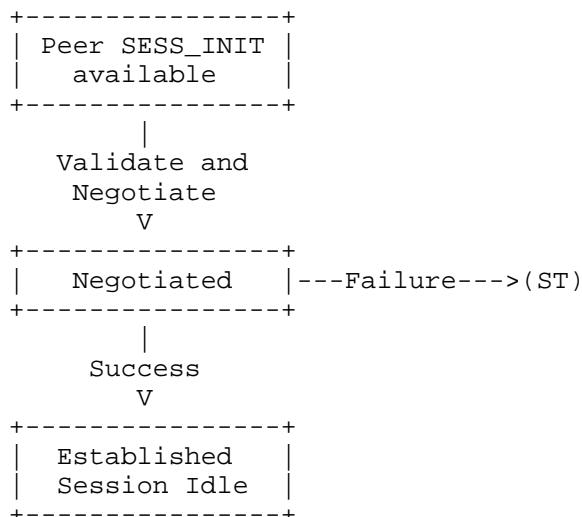 Peer SESS_INIT
available
Validate and
Negotiate
V
Negotiated ---Failure--->(ST)
Success
V
Established
Session Idle